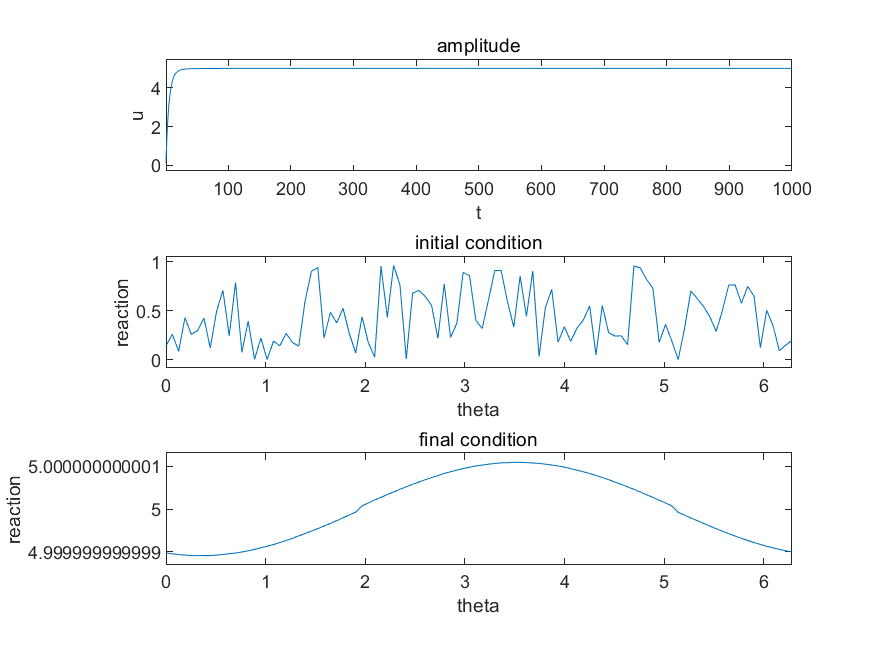 amplitude
4
2
0
u
100 200 300 400 500 600 700 800 900 1000
t
initial condition
1
0.5
0
reaction
0 1 2 3 4 5 6
theta
final condition
5.000000000001
5
4.999999999999
reaction
0 1 2 3 4 5 6
theta